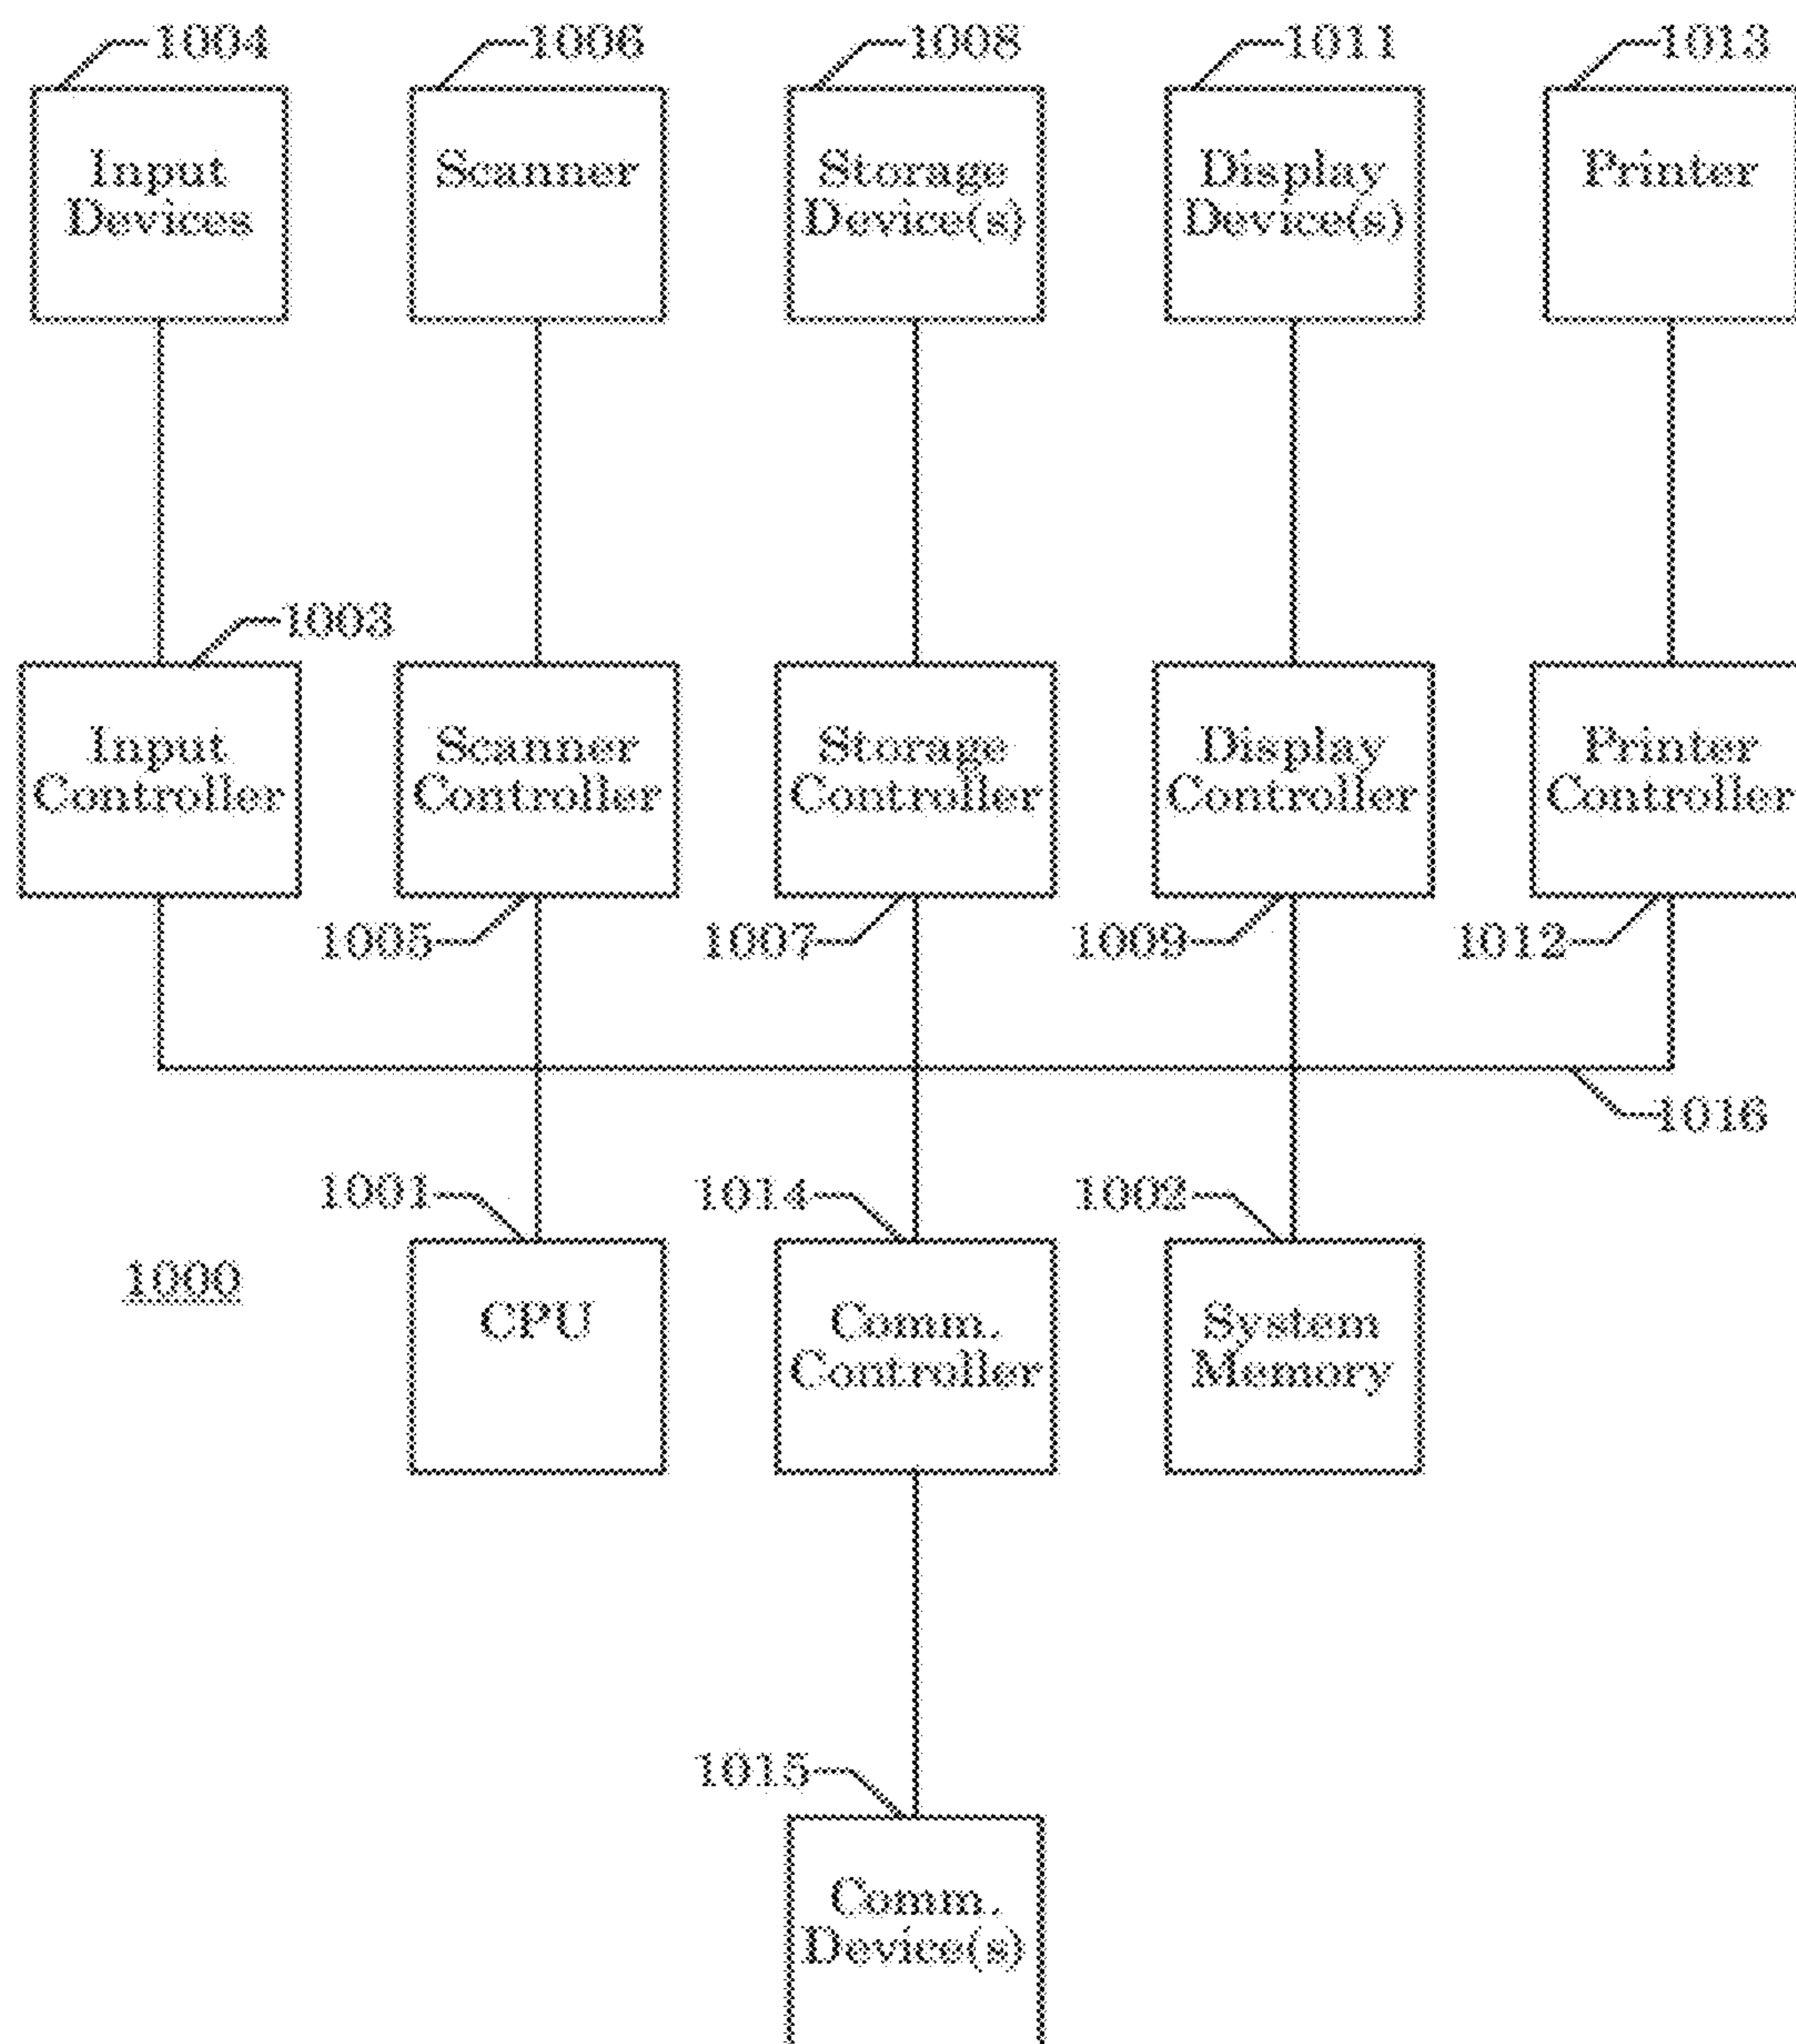 1004
1006
1008
1011
1013
Input
Devices
Scanner
Storage
Device(s)
Display
Device(s)
Printer
1003
Input
Controller
Scanner
Controller
Storage
Controller
Display
Controller
Printer
Controller
1005
1007
1009
1012
1016
1001
1014
1002
1000
CPU
Comm.
Controller
System
Memory
1015
Comm.
Device(s)